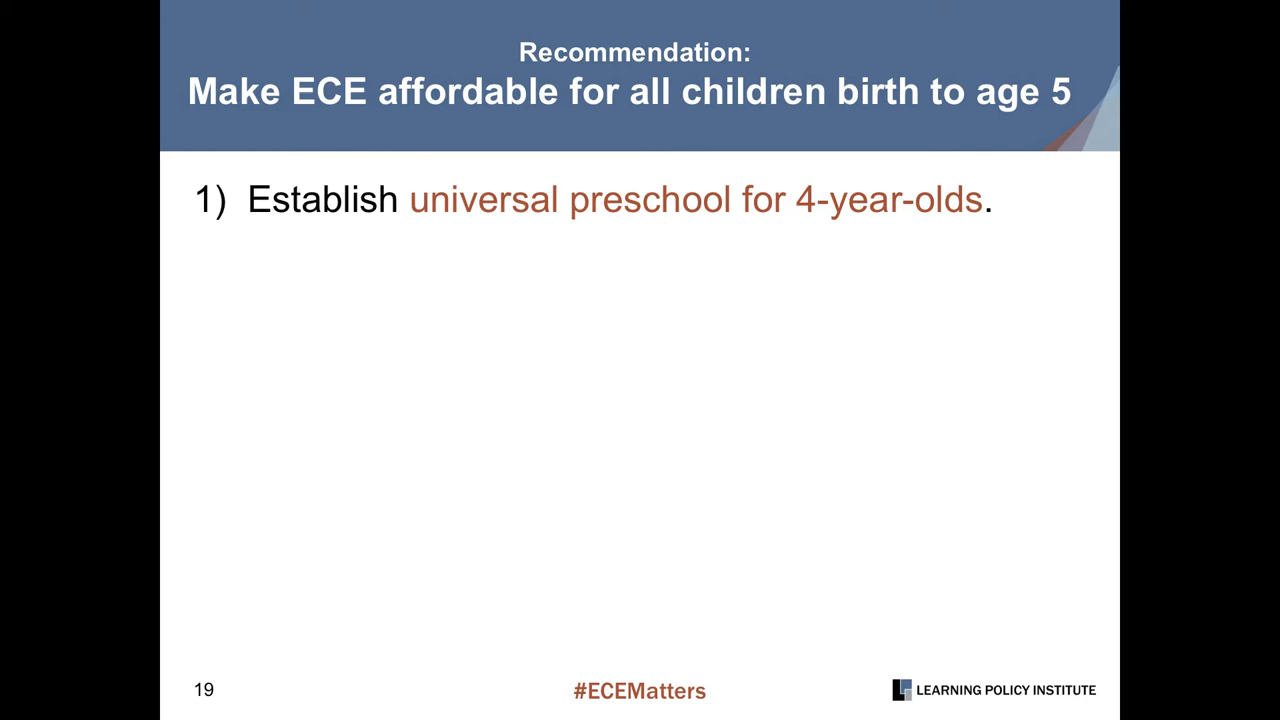 Recommendation:
Make ECE affordable for all children birth to age 5
1) Establish universal preschool for 4-year-olds.
19
#ECEMatters
LEARNING POLICY INSTITUTE